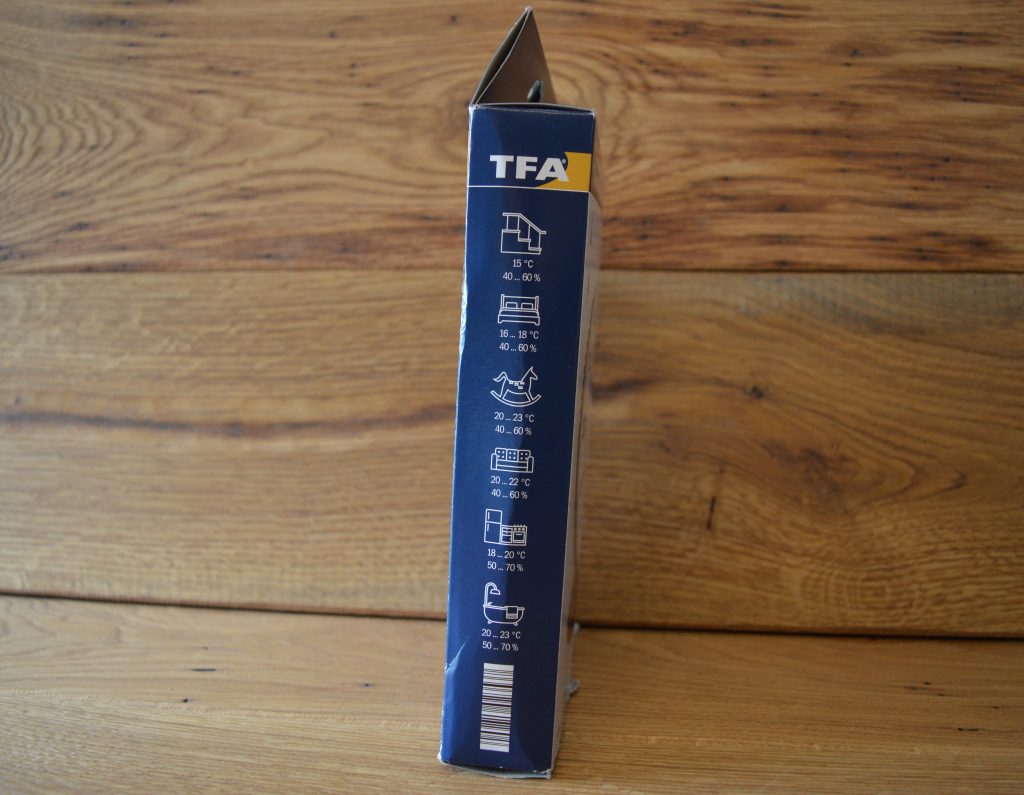 TFA®
15 °C
40 ... 60 %
16 ... 18 °C
40 ... 60 %
20 ... 23 °C
40 ... 60 %
20 ... 22 °C
40 ... 60 %
18 ... 20 °C
50 ... 70 %
20 ... 23 °C
50 ... 70 %